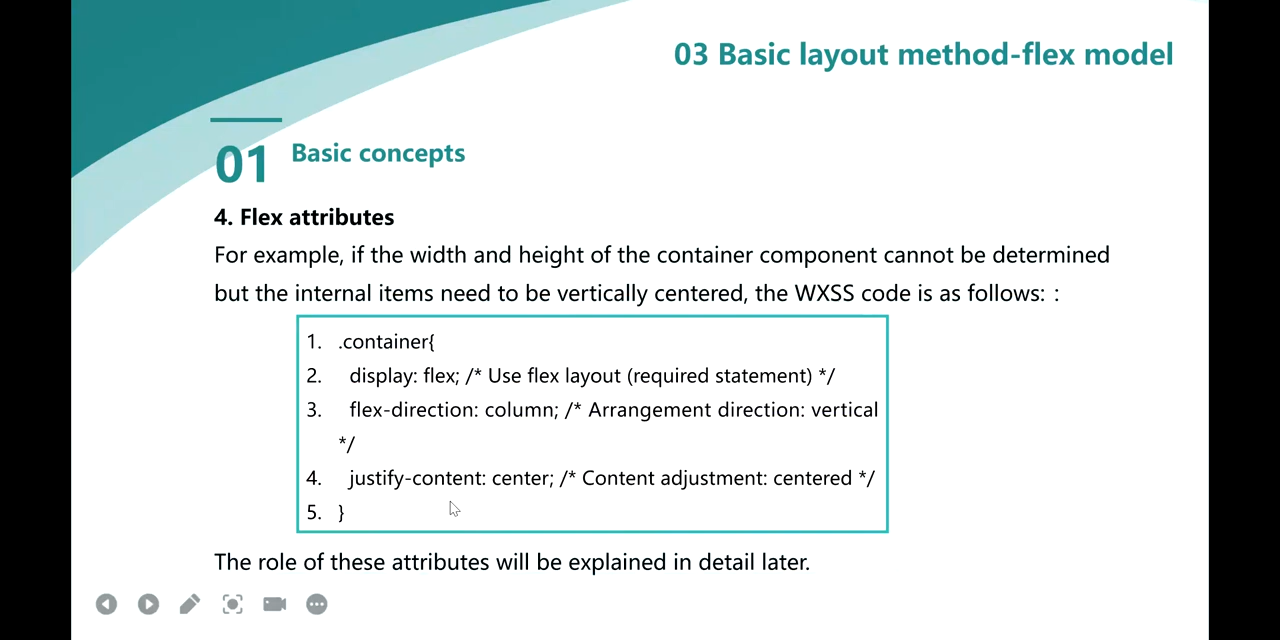 03 Basic layout method-flex model
01 Basic concepts
4. Flex attributes
For example, if the width and height of the container component cannot be determined
but the internal items need to be vertically centered, the WXSS code is as follows: :
1. .container{
2. display: flex; /* Use flex layout (required statement) */
3. flex-direction: column; /* Arrangement direction: vertical
*/
4. justify-content: center; /* Content adjustment: centered */
5. }
The role of these attributes will be explained in detail later.